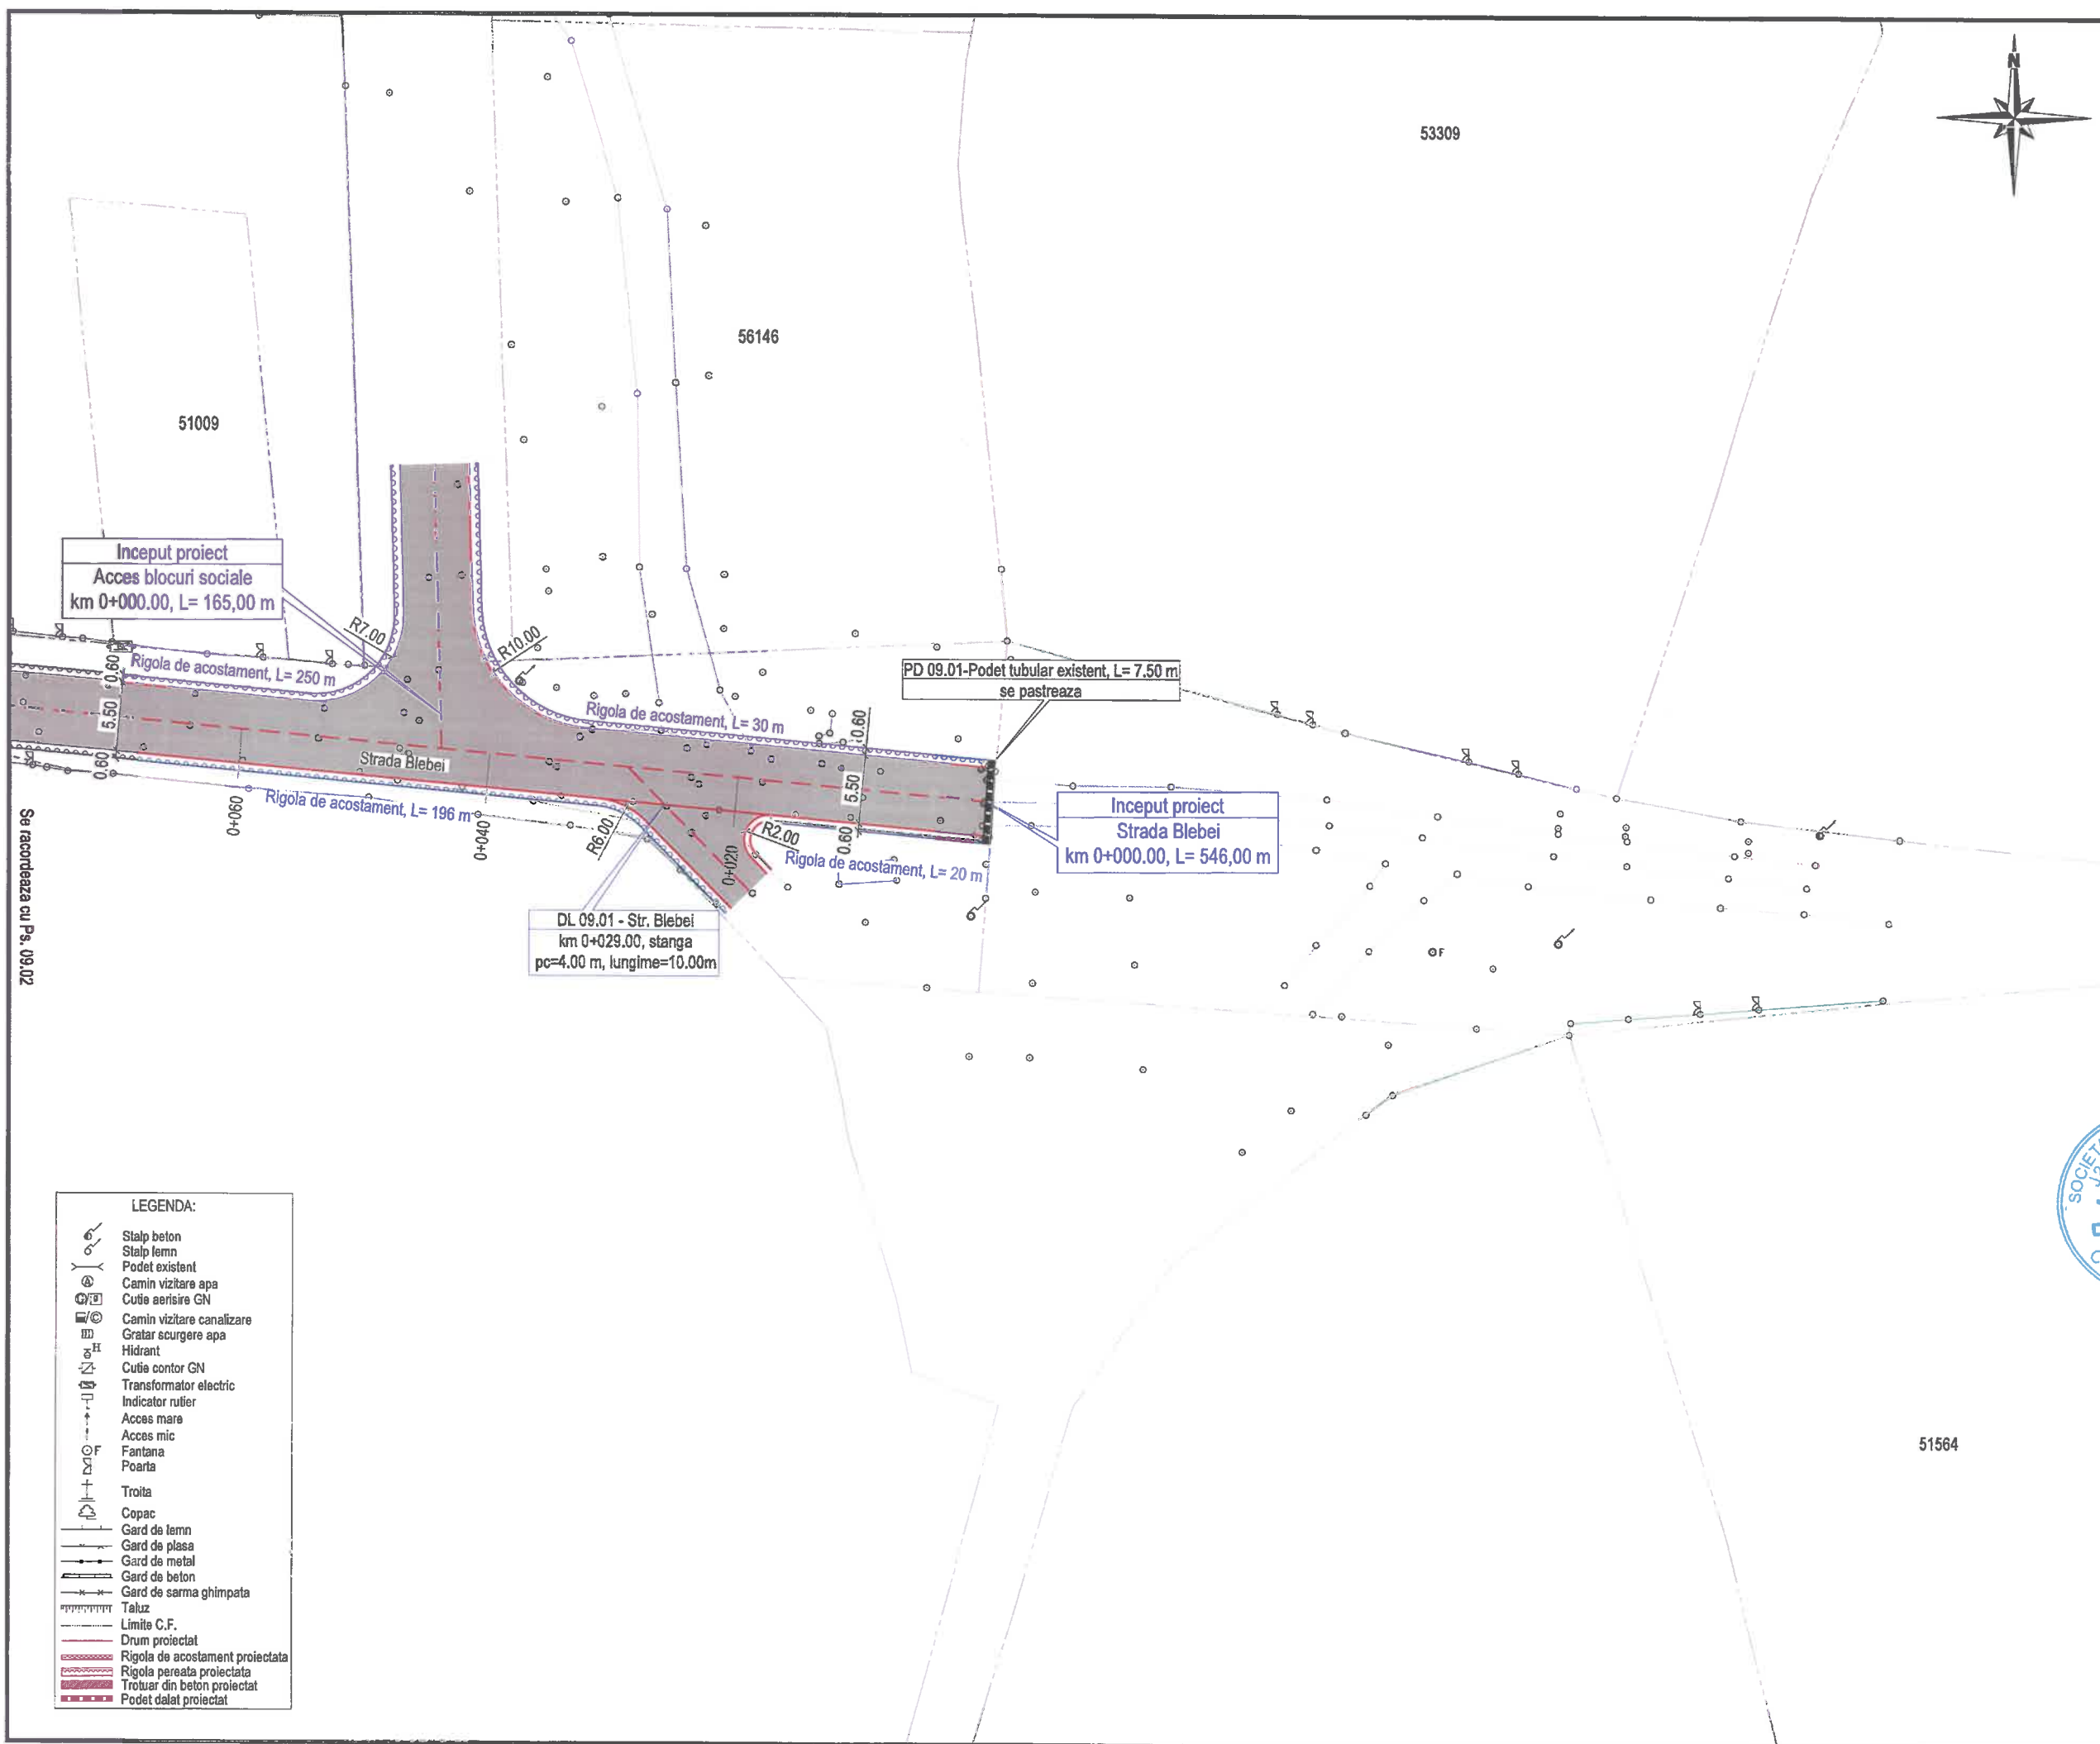 N
53309
56146
51009
Inceput proiect
Acces blocuri sociale
km 0+000.00, L= 165,00 m
R7.00
R10.00
0.60
Rigola de acostament, L= 250 m
PD 09.01-Podet tubular existent, L= 7.50 m
se pastreaza
5.50
Rigola de acostament, L= 30 m
0.60
Strada Blebei
0.60
5.50
Inceput proiect
Strada Blebei
km 0+000.00, L= 546,00 m
Rigola de acostament, L= 196 m
0+060
0+040
R6.00
R2.00
0.60
0+020
Rigola de acostament, L= 20 m
Se racordeaza cu Ps. 09.02
DL 09.01 - Str. Blebei
km 0+029.00, stanga
pc=4.00 m, lungime=10.00m
F
SOCIET
51564
LEGENDA:
Stalp beton
Stalp lemn
Podet existent
A Camin vizitare apa
Cutie aerisire GN
C Camin vizitare canalizare
Gratar scurgere apa
H Hidrant
Cutie contor GN
Transformator electric
Indicator rutier
Acces mare
Acces mic
F Fantana
Poarta
Troita
Copac
Gard de lemn
Gard de plasa
Gard de metal
Gard de beton
Gard de sarma ghimpata
Taluz
Limite C.F.
Drum proiectat
Rigola de acostament proiectata
Rigola pereata proiectata
Trotuar din beton proiectat
Podet dalat proiectat